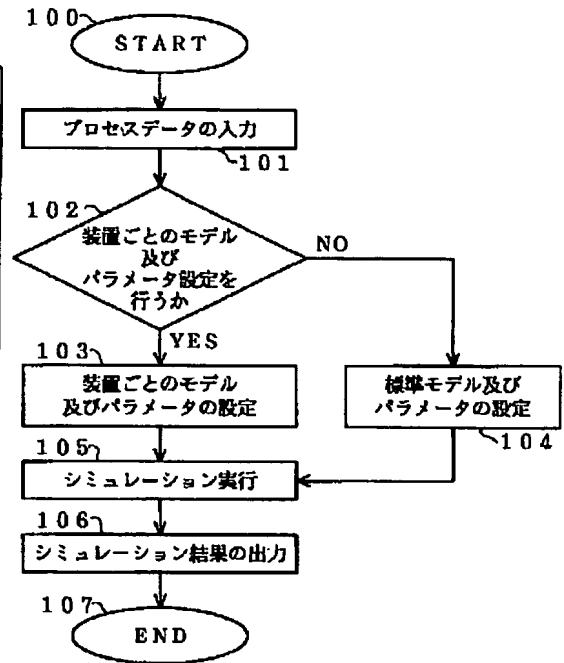 100
START
プロセスデータの入力
101
102
装置ごとのモデル
及び
パラメータ設定を
行うか
NO
YES
103
装置ごとのモデル
及びパラメータの設定
標準モデル及び
パラメータの設定
104
105
シミュレーション実行
106
シミュレーション結果の出力
107
END